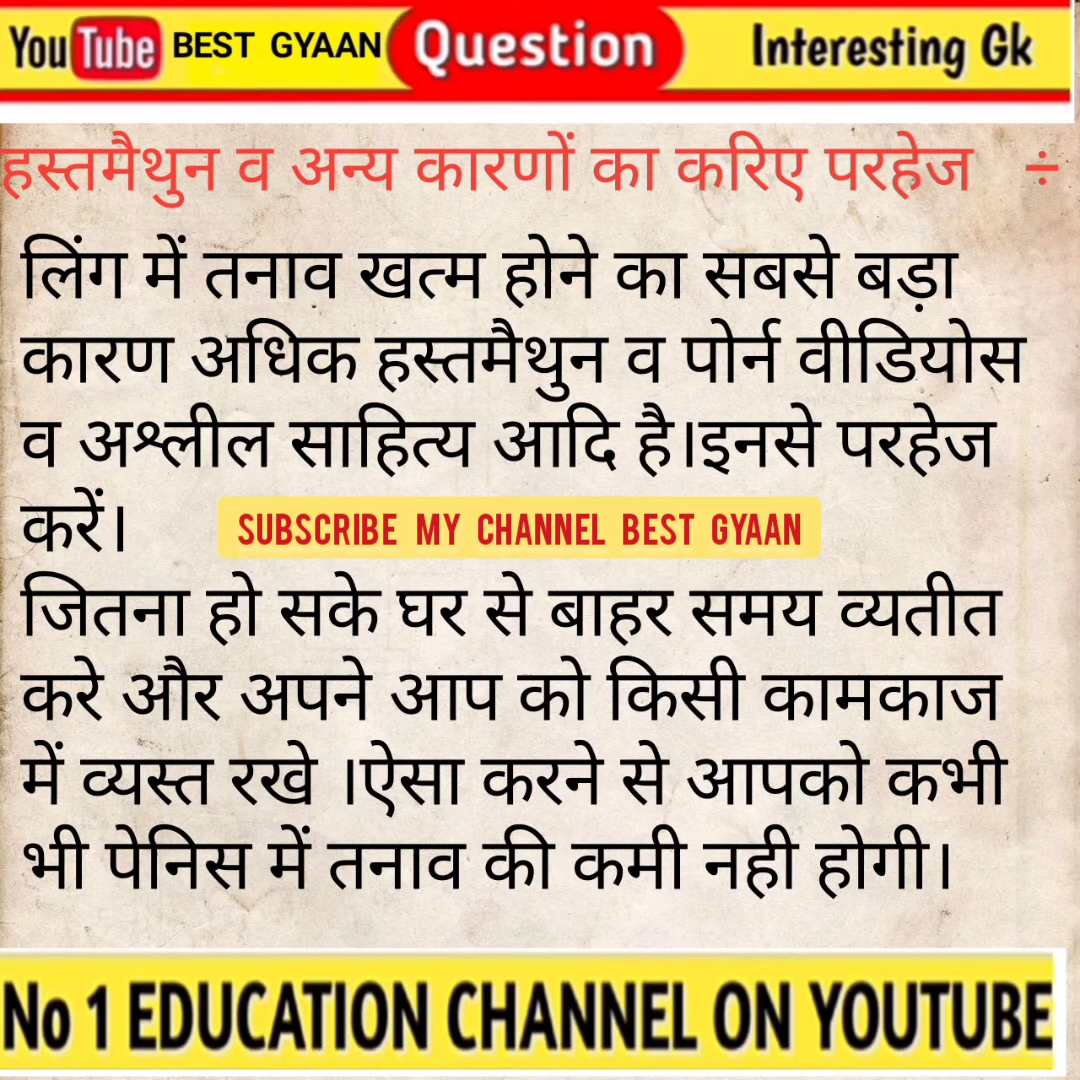 YouTube BEST GYAAN Question Interesting Gk
हस्तमैथुन व अन्य कारणों का करिए परहेज ÷
लिंग में तनाव खत्म होने का सबसे बड़ा
कारण अधिक हस्तमैथुन व पोर्न वीडियोस
व अश्लील साहित्य आदि है।इनसे परहेज
करें।
SUBSCRIBE MY CHANNEL BEST GYAAN
जितना हो सके घर से बाहर समय व्यतीत
करे और अपने आप को किसी कामकाज
में व्यस्त रखे ।ऐसा करने से आपको कभी
भी पेनिस में तनाव की कमी नही होगी।
No 1 EDUCATION CHANNEL ON YOUTUBE